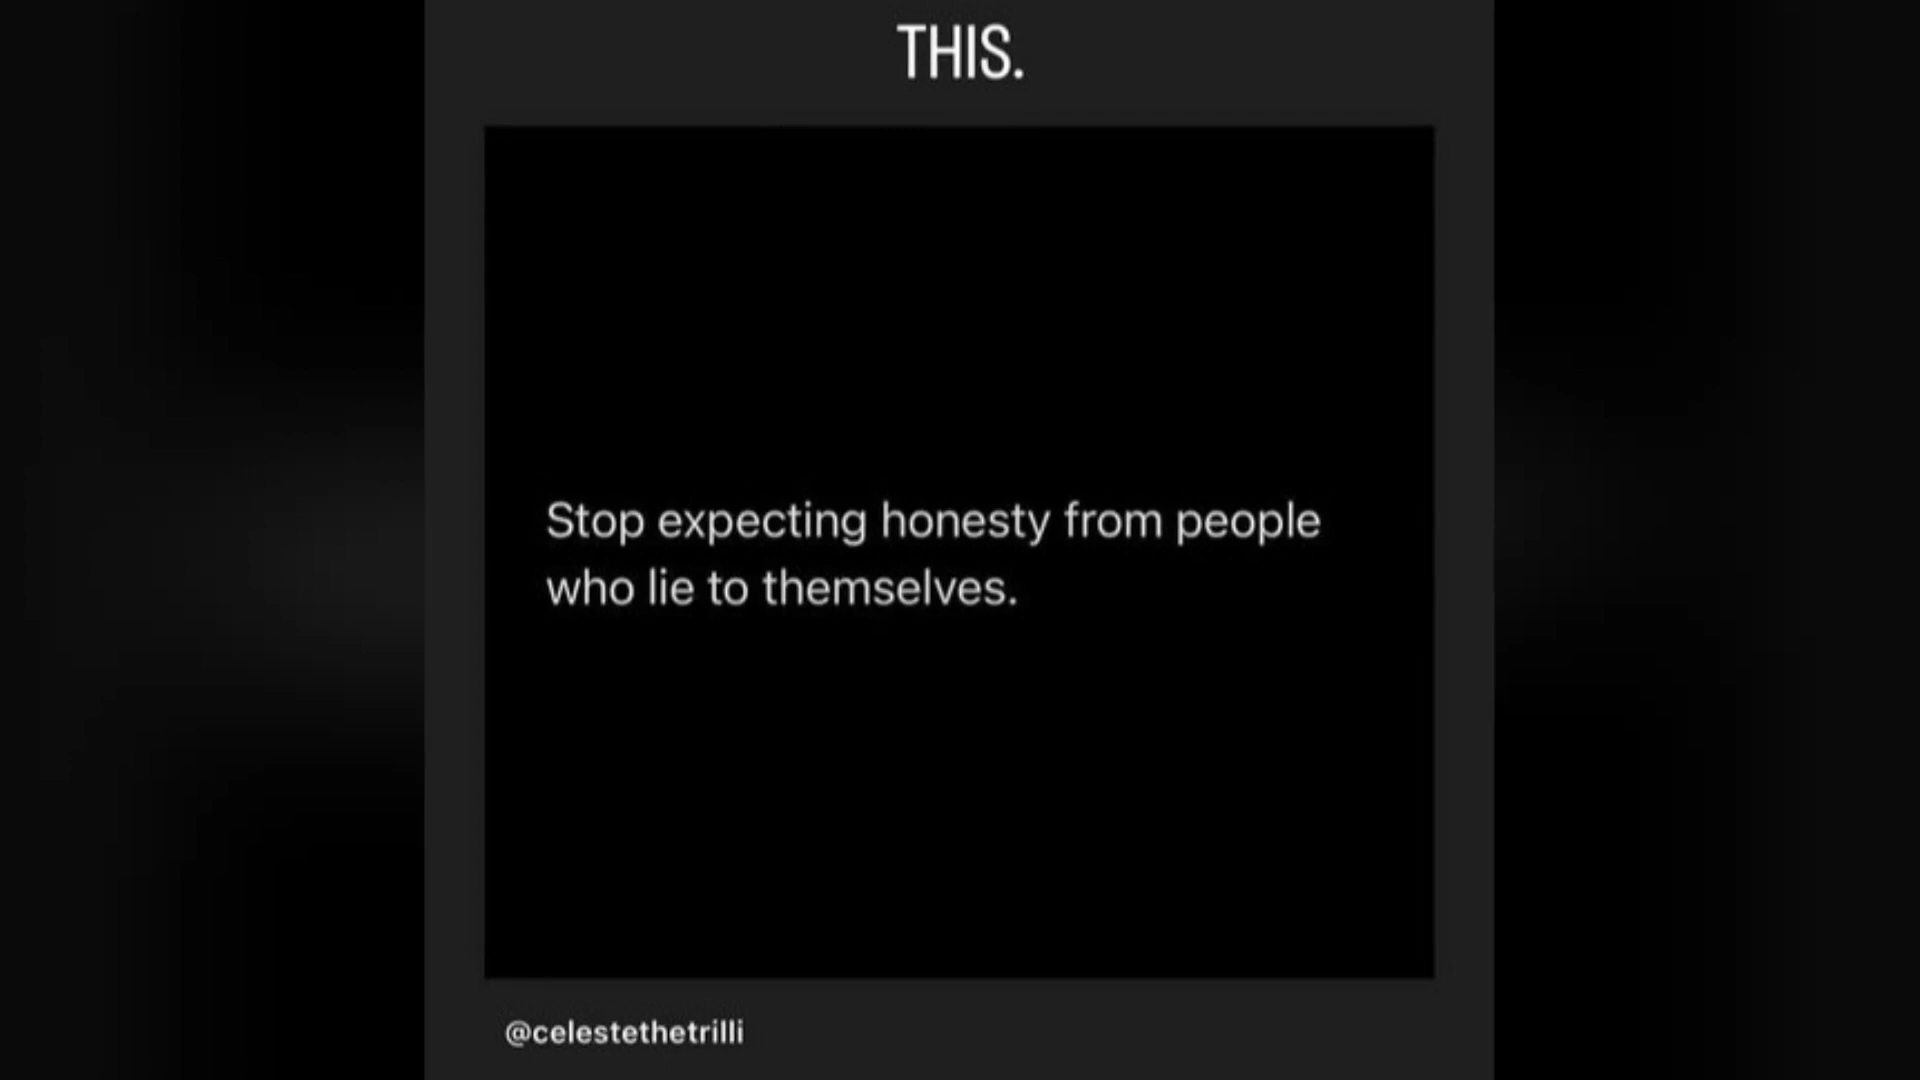 THIS.
Stop expecting honesty from people
who lie to themselves.
@celestethetrilli